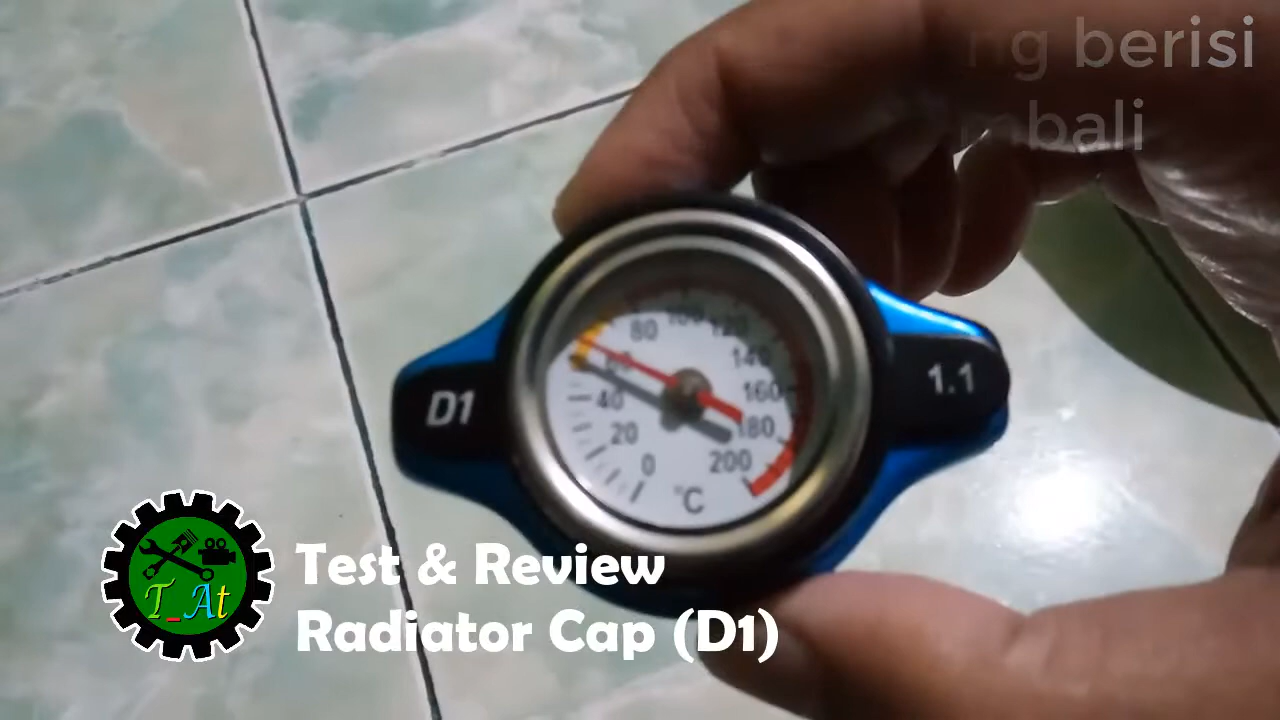 ng berisi
mbali
80
100
120
60
140
40
160
D1
1.1
180
20
200
0
°C
T_At
Test & Review
Radiator Cap (D1)